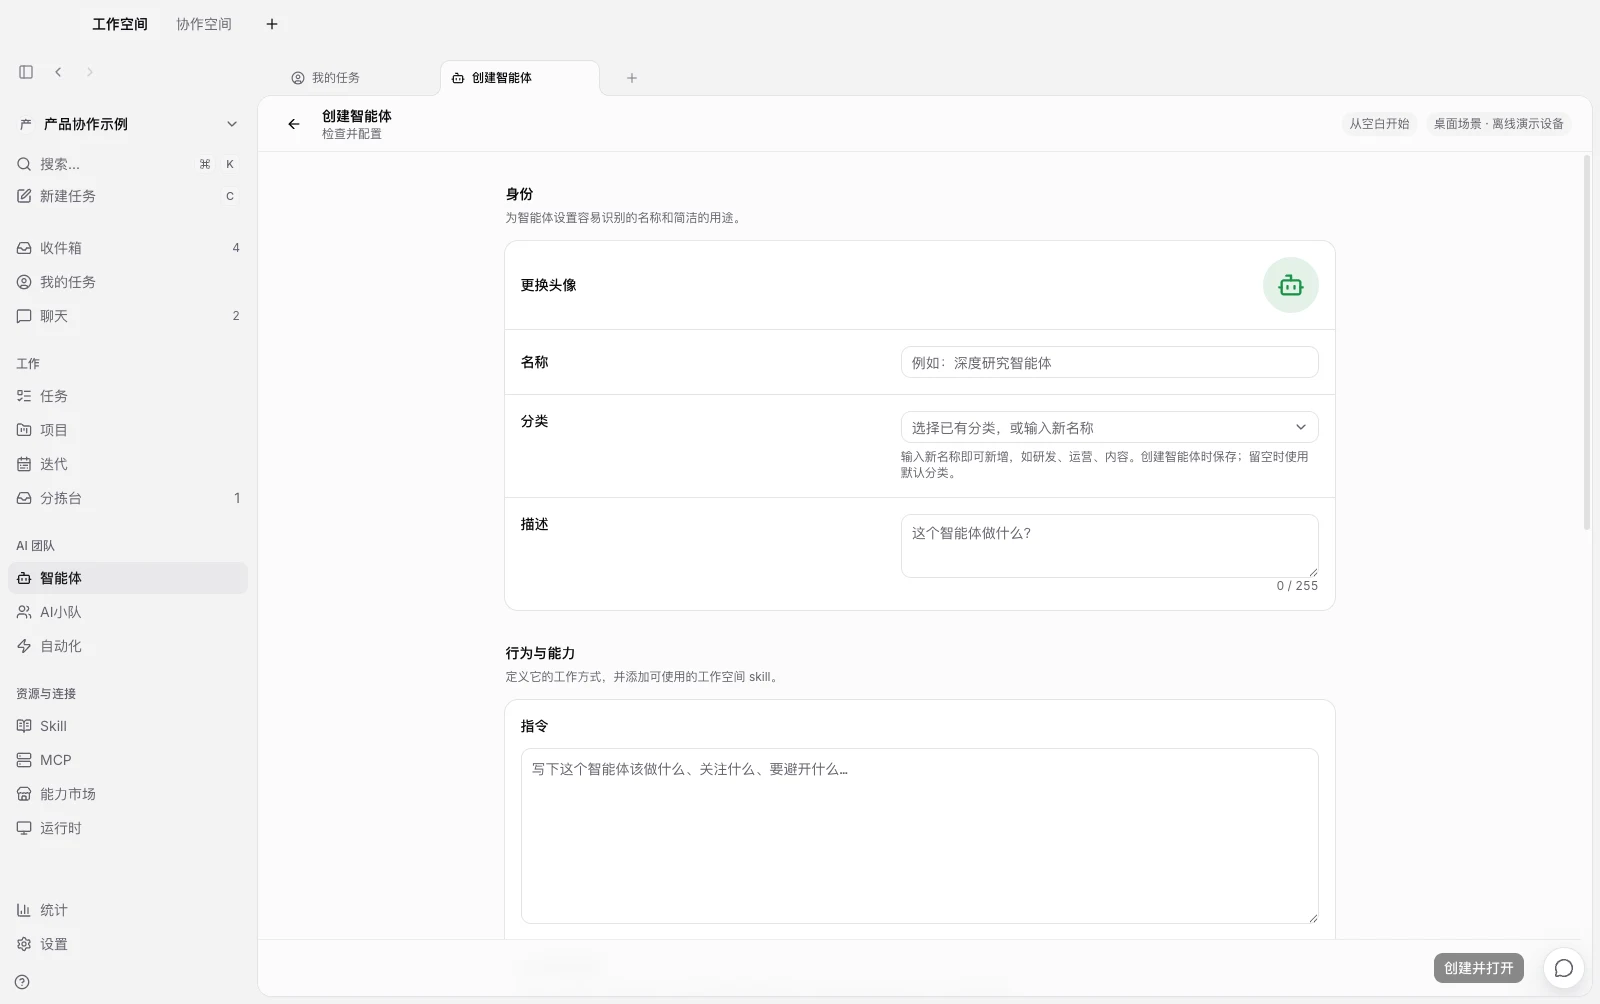 工作空间
协作空间
我的任务
创建智能体
产 产品协作示例
搜索... ⌘ K
新建任务 C
收件箱 4
我的任务
聊天 2
工作
任务
项目
迭代
分拣台 1
AI 团队
智能体
AI小队
自动化
资源与连接
Skill
MCP
能力市场
运行时
统计
设置
创建智能体
检查并配置
从空白开始
桌面场景 · 离线演示设备
身份
为智能体设置容易识别的名称和简洁的用途。
更换头像
名称
例如：深度研究智能体
分类
选择已有分类，或输入新名称
输入新名称即可新增，如研发、运营、内容。创建智能体时保存；留空时使用
默认分类。
描述
这个智能体做什么？
0 / 255
行为与能力
定义它的工作方式，并添加可使用的工作空间 skill。
指令
写下这个智能体该做什么、关注什么、要避开什么…
创建并打开